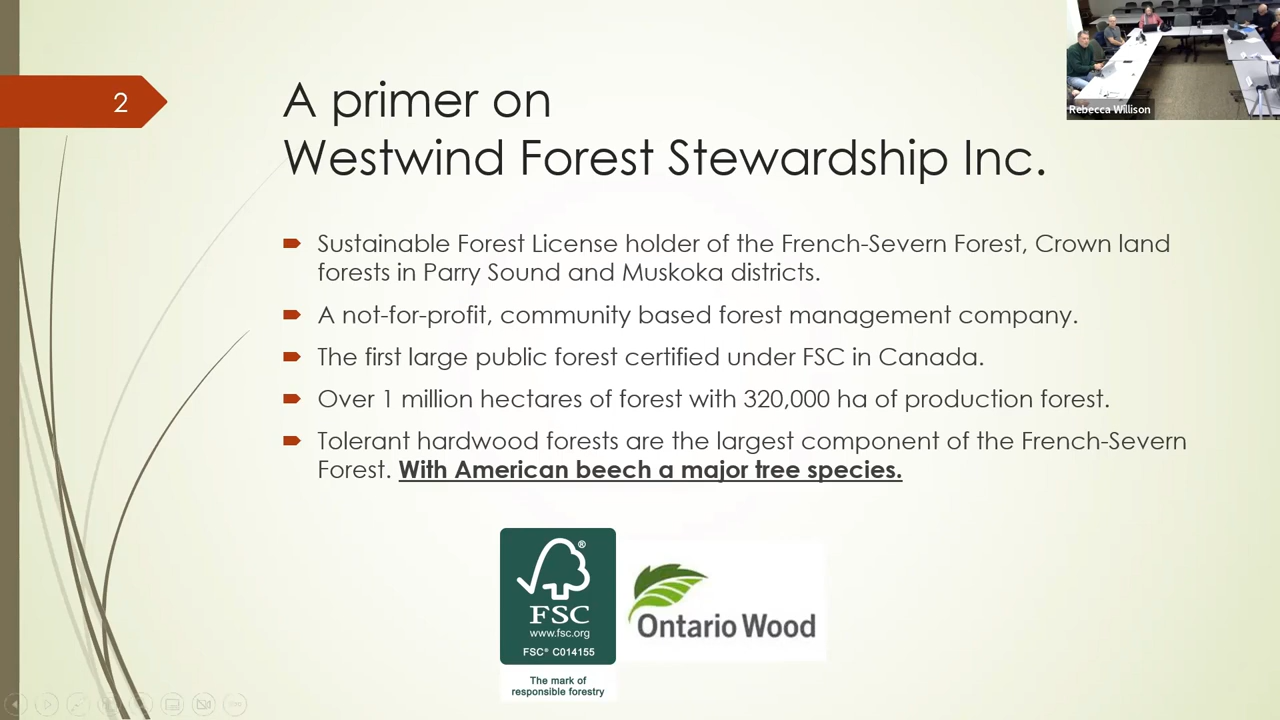 2
A primer on
Westwind Forest Stewardship Inc.
Rebecca Willison
Sustainable Forest License holder of the French-Severn Forest, Crown land
forests in Parry Sound and Muskoka districts.
A not-for-profit, community based forest management company.
The first large public forest certified under FSC in Canada.
Over 1 million hectares of forest with 320,000 ha of production forest.
Tolerant hardwood forests are the largest component of the French-Severn
Forest. With American beech a major tree species.
®
FSC
www.fsc.org
FSC® C014155
The mark of
responsible forestry
Ontario Wood